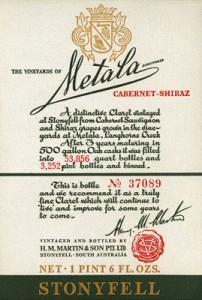 THE VINEYARDS OF Metala
CABERNET-SHIRAZ
A distinctive Claret vintaged
at Stonyfell from Cabernet Sauvignon
and Shiraz grapes grown in the vine-
yards at Metala, Langhorne Creek
After 3 years maturing in
500 gallon Oak casks it was filled
into 53,856 quart bottles and
3,252 pint bottles and binned.
This is bottle No 37089
and we recommend it as a truly
fine Claret which will continue to
'live' and improve for some years
to come.
VINTAGED AND BOTTLED BY
H. M. MARTIN & SON PTY. LTD
STONYFELL · SOUTH AUSTRALIA
NET · 1 PINT 6 FL. OZS.
STONYFELL